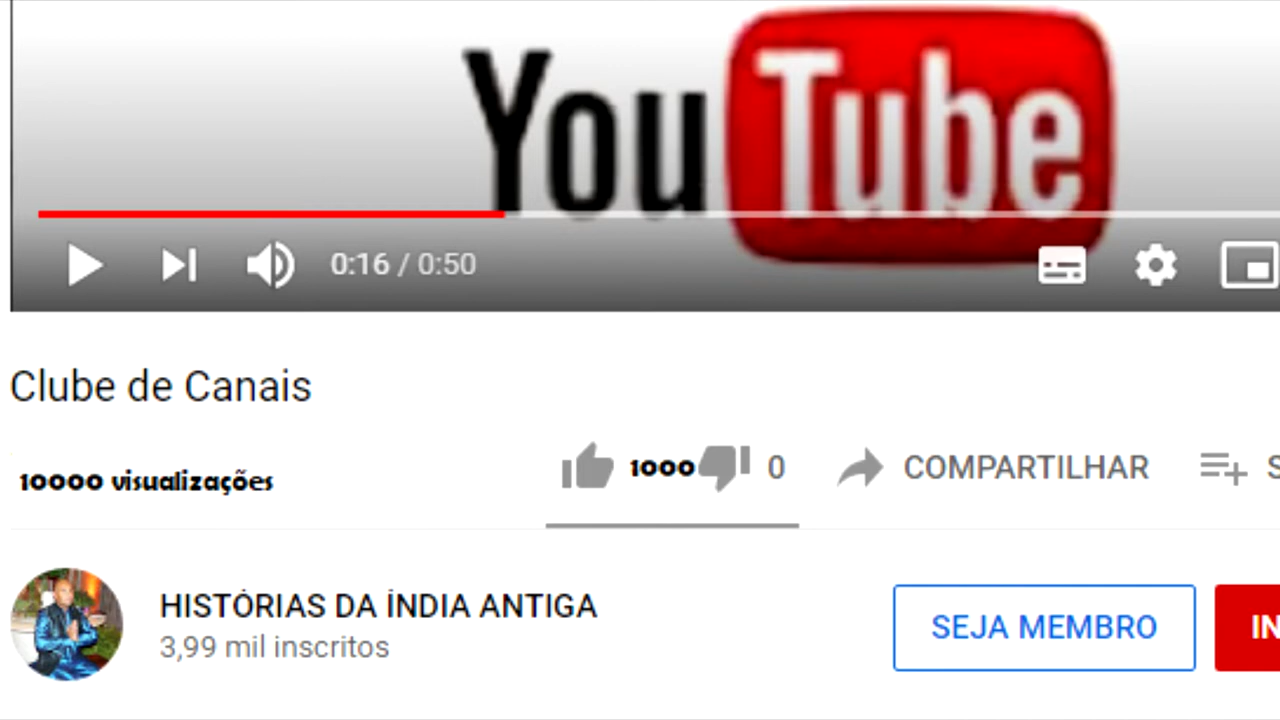 YouTube
0:16 / 0:50
Clube de Canais
10000 visualizações
1000 0 COMPARTILHAR S
HISTÓRIAS DA ÍNDIA ANTIGA
3,99 mil inscritos
SEJA MEMBRO IN